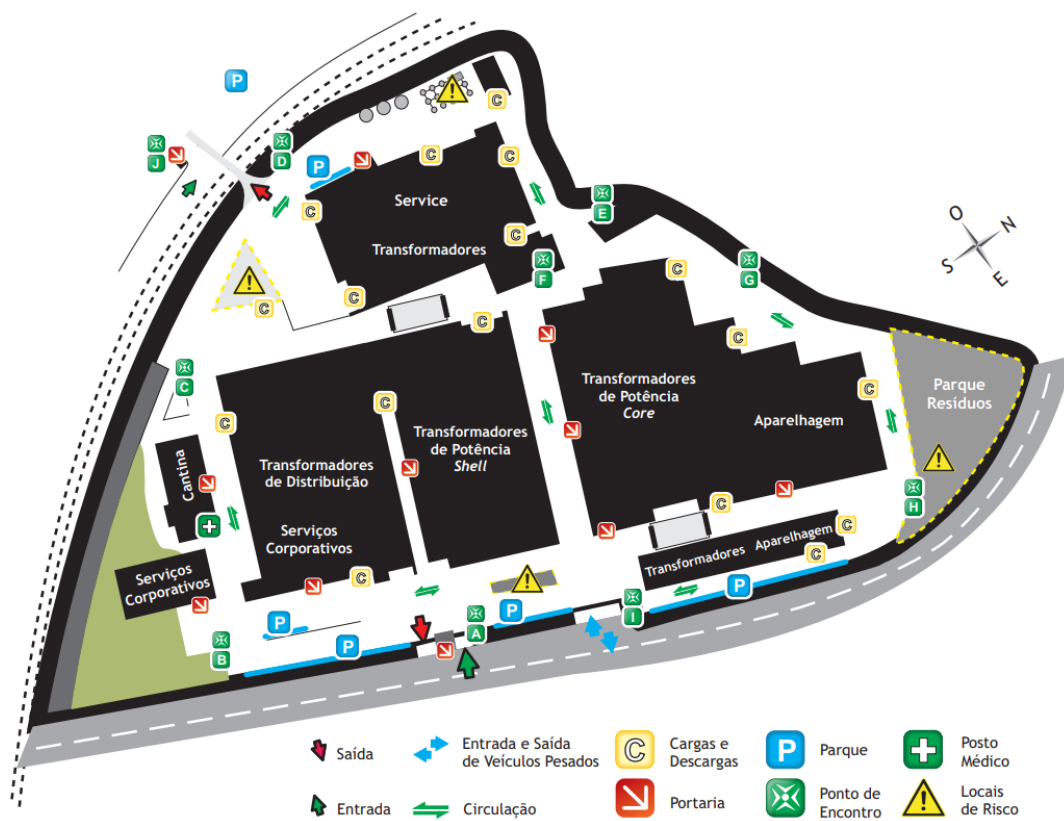 P
J
D
P
C
C
C
C
Service
Transformadores
C
E
F
G
O
N
S
E
C
C
C
C
C
C
C
Transformadores
de Potência
Core
Aparelhagem
C
Parque
Resíduos
C
C
Cantina
Transformadores
de Distribuição
Transformadores
de Potência
Shell
Serviços
Corporativos
Serviços
Corporativos
C
C
C
C
H
Transformadores Aparelhagem
P
P
P
P
A
B
I
Saída
Entrada e Saída
de Veículos Pesados
C
Cargas e
Descargas
P
Parque
Posto
Médico
Entrada
Circulação
Portaria
Ponto de
Encontro
Locais
de Risco